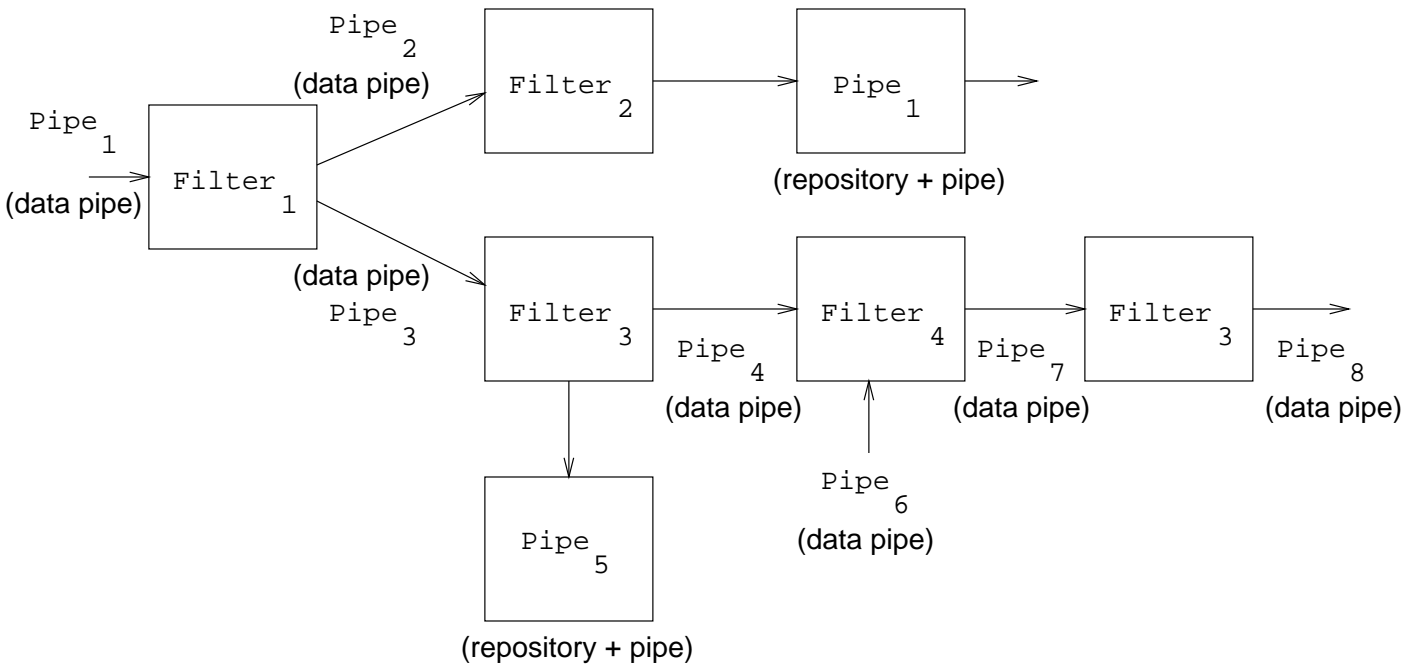 Pipe 2
(data pipe)
Filter 2
Pipe 1
(repository + pipe)
Pipe 1
(data pipe)
Filter 1
(data pipe)
Pipe 3
Filter 3
Pipe 4
(data pipe)
Filter 4
Pipe 7
(data pipe)
Filter 3
Pipe 8
(data pipe)
Pipe 5
(repository + pipe)
Pipe 6
(data pipe)